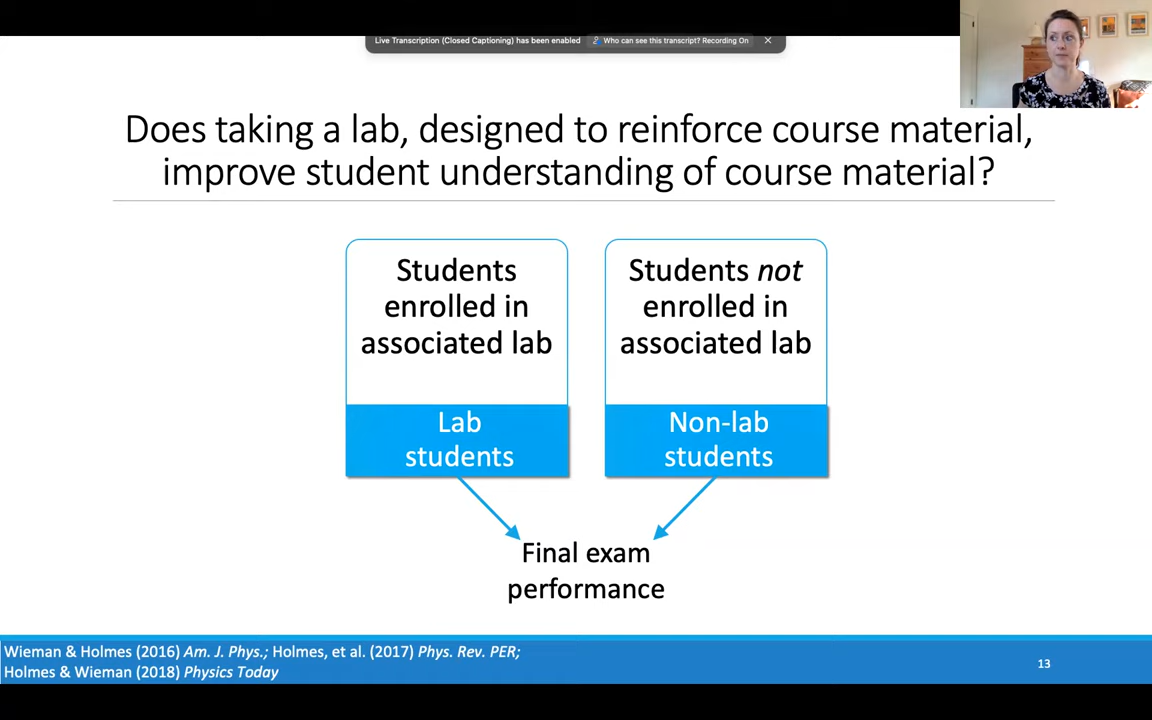 Live Transcription (Closed Captioning) has been enabled Who can see this transcript? Recording On
Does taking a lab, designed to reinforce course material,
improve student understanding of course material?
Students
enrolled in
associated lab
Lab
students
Students not
enrolled in
associated lab
Non-lab
students
Final exam
performance
Wieman & Holmes (2016) Am. J. Phys.; Holmes, et al. (2017) Phys. Rev. PER;
Holmes & Wieman (2018) Physics Today
13